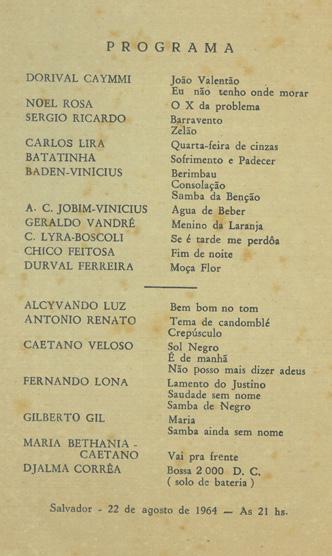 PROGRAMA
DORIVAL CAYMMI João Valentão
Eu não tenho onde morar
NOEL ROSA O X da problema
SERGIO RICARDO Barravento
Zelão
CARLOS LIRA Quarta-feira de cinzas
BATATINHA Sofrimento e Padecer
BADEN-VINICIUS Berimbau
Consolação
Samba da Benção
A. C. JOBIM-VINICIUS Agua de Beber
GERALDO VANDRÉ Menino da Laranja
C. LYRA-BOSCOLI Se é tarde me perdôa
CHICO FEITOSA Fim de noite
DURVAL FERREIRA Moça Flor
ALCYVANDO LUZ Bem bom no tom
ANTONIO RENATO Tema de candomblé
Crepúsculo
CAETANO VELOSO Sol Negro
É de manhã
Não posso mais dizer adeus
FERNANDO LONA Lamento do Justino
Saudade sem nome
Samba de Negro
GILBERTO GIL Maria
Samba ainda sem nome
MARIA BETHANIA -
CAETANO Vai pra frente
DJALMA CORRÊA Bossa 2 000 D. C.
( solo de bateria )
Salvador - 22 de agosto de 1964 — As 21 hs.